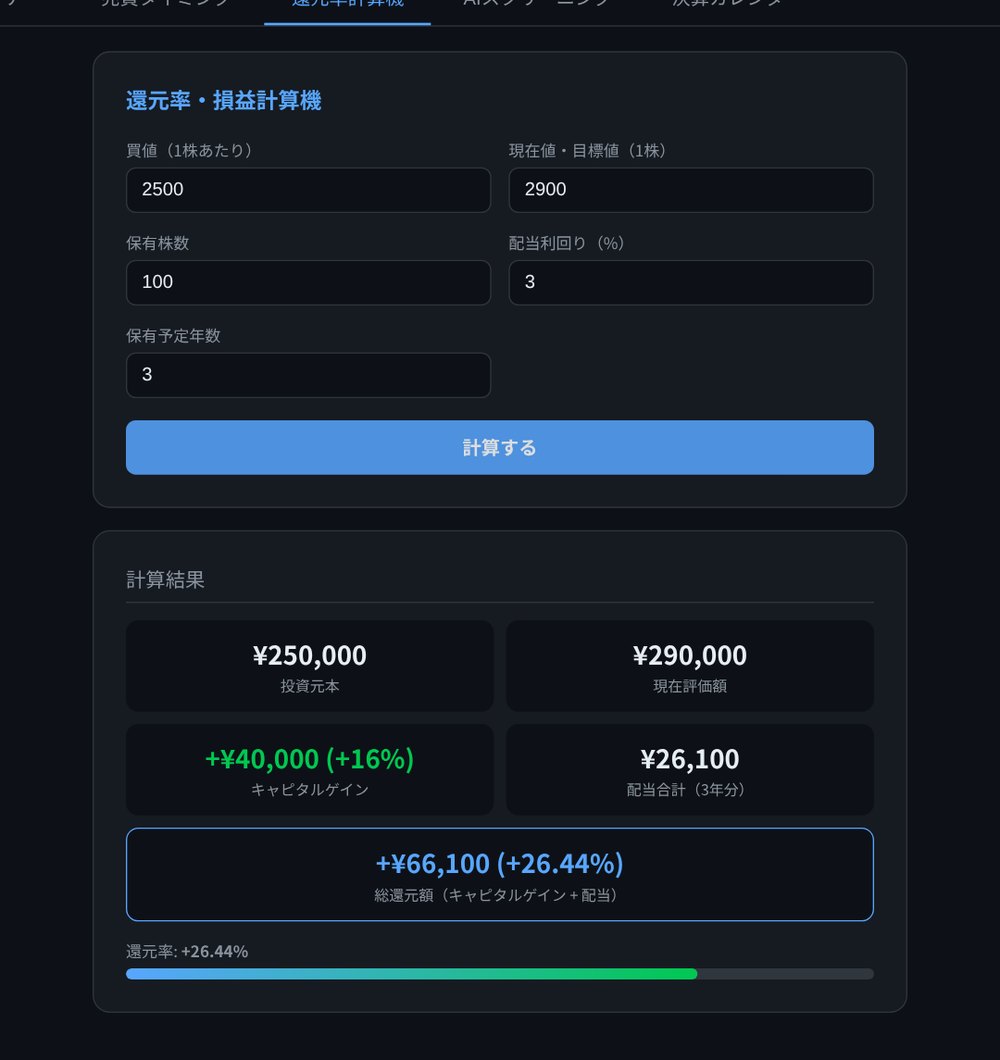 還元率・損益計算機
買値（1株あたり）
現在値・目標値（1株）
2500
2900
保有株数
配当利回り（%）
100
3
保有予定年数
3
計算する
計算結果
¥250,000
投資元本
¥290,000
現在評価額
+¥40,000 (+16%)
キャピタルゲイン
¥26,100
配当合計（3年分）
+¥66,100 (+26.44%)
総還元額（キャピタルゲイン + 配当）
還元率: +26.44%